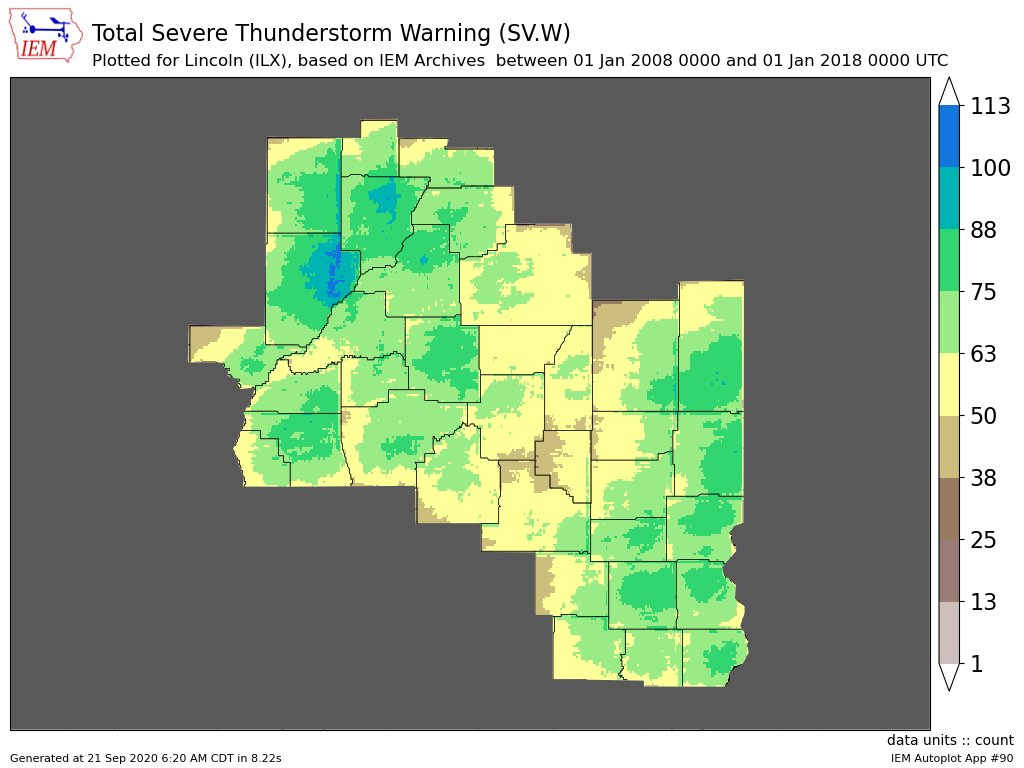 IEM
Total Severe Thunderstorm Warning (SV.W)
Plotted for Lincoln (ILX), based on IEM Archives  between 01 Jan 2008 0000 and 01 Jan 2018 0000 UTC
113
100
88
75
63
50
38
25
13
1
data units :: count
Generated at 21 Sep 2020 6:20 AM CDT in 8.22s
IEM Autoplot App #90